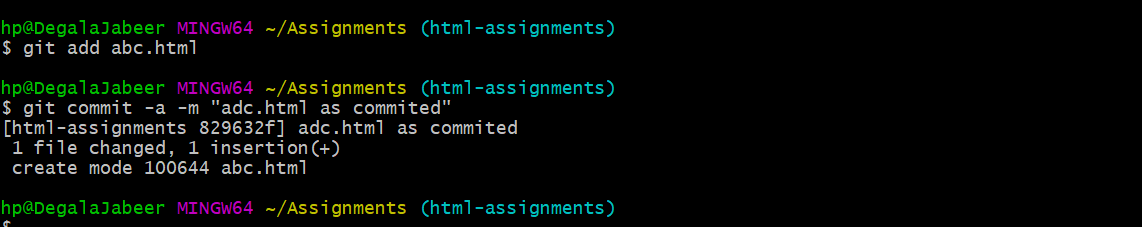 hp@DegalaJabeer MINGW64 ~/Assignments (html-assignments)
$ git add abc.html
hp@DegalaJabeer MINGW64 ~/Assignments (html-assignments)
$ git commit -a -m "adc.html as commited"
[html-assignments 829632f] adc.html as commited
 1 file changed, 1 insertion(+)
 create mode 100644 abc.html
hp@DegalaJabeer MINGW64 ~/Assignments (html-assignments)
$